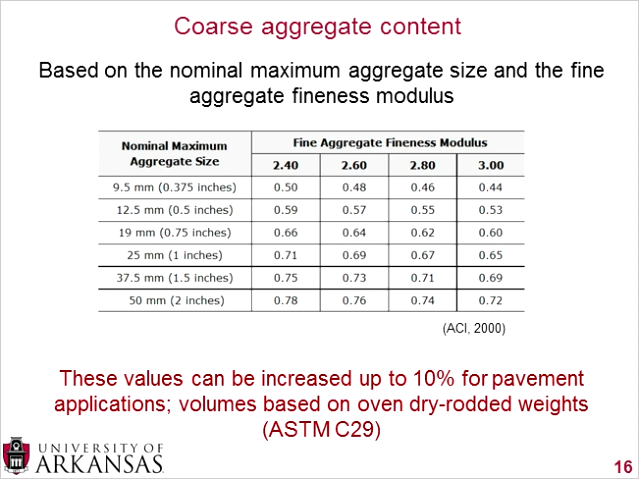 Coarse aggregate content
Based on the nominal maximum aggregate size and the fine
aggregate fineness modulus
Nominal Maximum
Aggregate Size
Fine Aggregate Fineness Modulus
2.40 2.60 2.80 3.00
9.5 mm (0.375 inches) 0.50 0.48 0.46 0.44
12.5 mm (0.5 inches) 0.59 0.57 0.55 0.53
19 mm (0.75 inches) 0.66 0.64 0.62 0.60
25 mm (1 inches) 0.71 0.69 0.67 0.65
37.5 mm (1.5 inches) 0.75 0.73 0.71 0.69
50 mm (2 inches) 0.78 0.76 0.74 0.72
(ACI, 2000)
These values can be increased up to 10% for pavement
applications; volumes based on oven dry-rodded weights
(ASTM C29)
UNIVERSITY OF
ARKANSAS
16